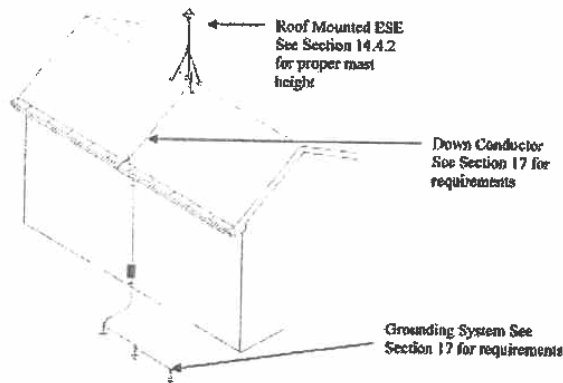 Roof Mounted ESE
See Section 14.4.2
for proper mast
height
Down Conductor
See Section 17 for
requirements
Grounding System See
Section 17 for requirements